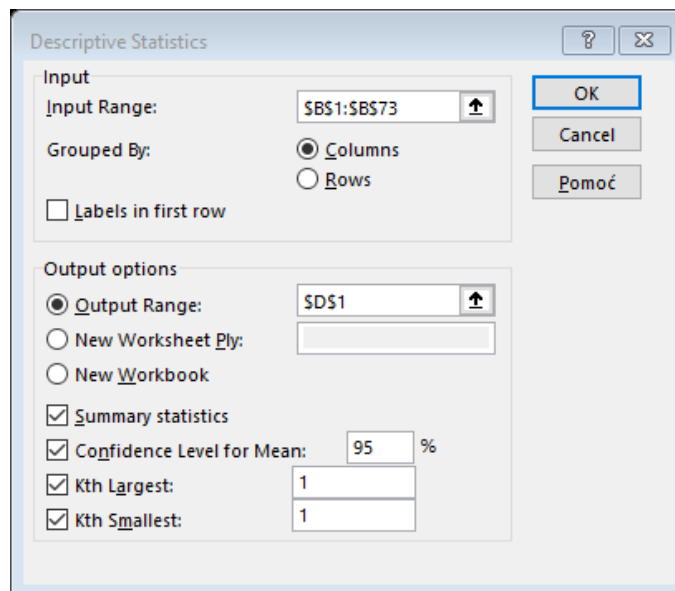 Descriptive Statistics
Input
Input Range: $B$1:$B$73
Grouped By: Columns
Rows
Labels in first row
OK
Cancel
Pomoć
Output options
Output Range: $D$1
New Worksheet Ply:
New Workbook
Summary statistics
Confidence Level for Mean: 95 %
Kth Largest: 1
Kth Smallest: 1